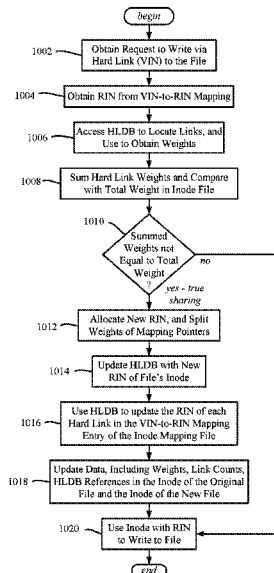 begin
1002
Obtain Request to Write via
Hard Link (VIN) to the File
1004
Obtain RIN from VIN-to-RIN Mapping
1006
Access HLDB to Locate Links, and
Use to Obtain Weights
1008
Sum Hard Link Weights and Compare
with Total Weight in Inode File
1010
Summed
Weights not
Equal to Total
Weight
?
no
yes - true
sharing
1012
Allocate New RIN, and Split
Weights of Mapping Pointers
1014
Update HLDB with New
RIN of File's Inode
1016
Use HLDB to update the RIN of each
Hard Link in the VIN-to-RIN Mapping
Entry of the Inode Mapping File
1018
Update Data, Including Weights, Link Counts,
HLDB References in the Inode of the Original
File and the Inode of the New File
1020
Use Inode with RIN
to Write to File
end